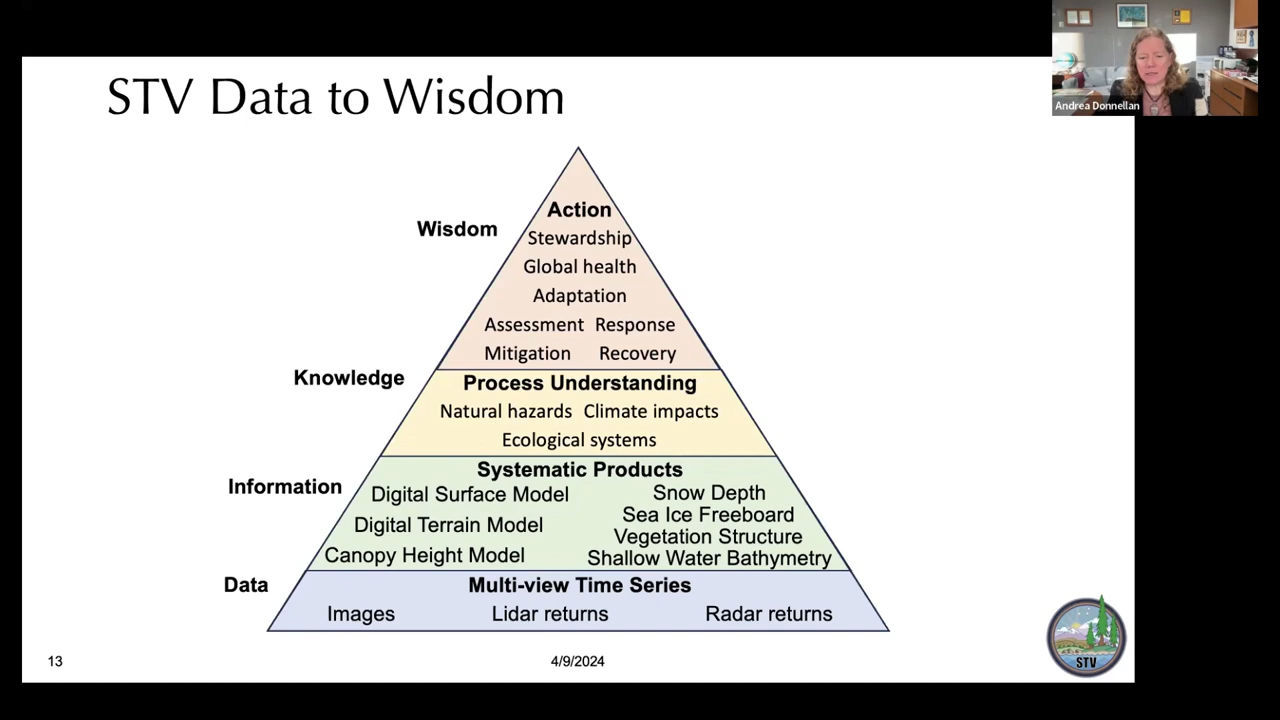 STV Data to Wisdom
Andrea Donnellan
Wisdom
Action
Stewardship
Global health
Adaptation
Assessment Response
Mitigation Recovery
Knowledge
Process Understanding
Natural hazards Climate impacts
Ecological systems
Information
Systematic Products
Digital Surface Model
Digital Terrain Model
Canopy Height Model
Snow Depth
Sea Ice Freeboard
Vegetation Structure
Shallow Water Bathymetry
Data
Multi-view Time Series
Images Lidar returns Radar returns
13
4/9/2024
STV